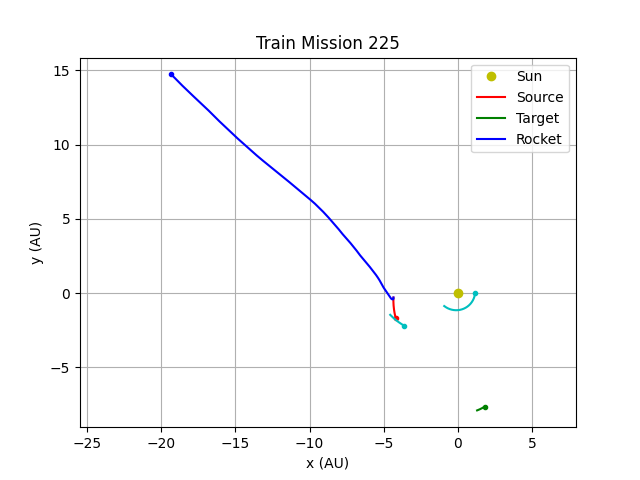 Train Mission 225
Sun
Source
Target
Rocket
15
10
5
0
−5
y (AU)
−25
−20
−15
−10
−5
0
5
x (AU)